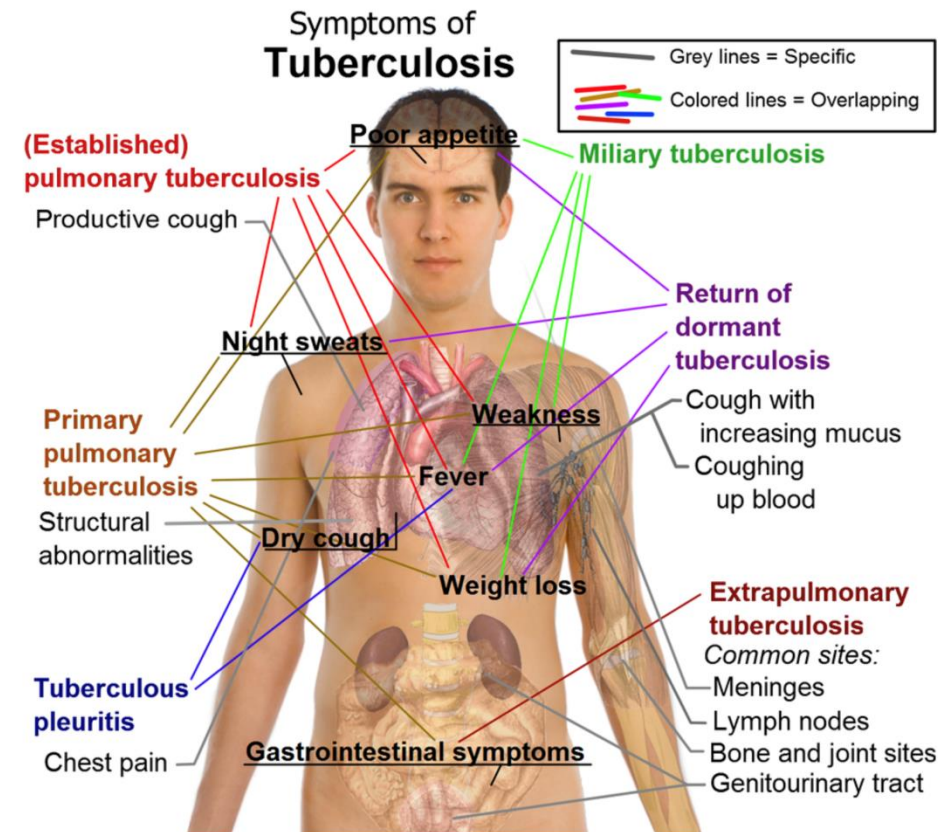 Symptoms of
Tuberculosis
Grey lines = Specific
Colored lines = Overlapping
Poor appetite
(Established)
pulmonary tuberculosis
Productive cough
Miliary tuberculosis
Return of
dormant
tuberculosis
Night sweats
Cough with
increasing mucus
Coughing
up blood
Weakness
Primary
pulmonary
tuberculosis
Structural
abnormalities
Fever
Dry cough
Weight loss
Extrapulmonary
tuberculosis
Common sites:
Meninges
Lymph nodes
Bone and joint sites
Genitourinary tract
Tuberculous
pleuritis
Chest pain
Gastrointestinal symptoms